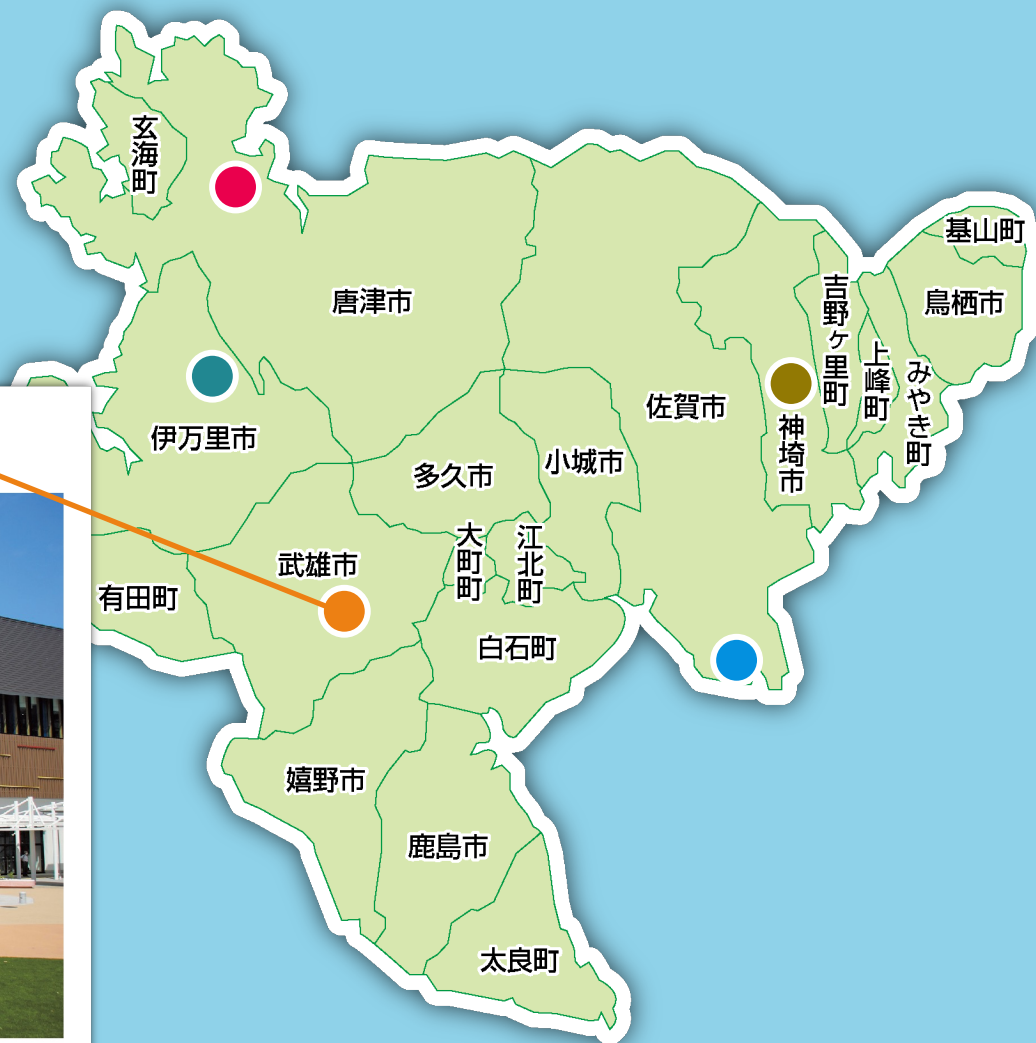 玄海町
基山町
唐津市
鳥栖市
吉野ヶ里町
上峰町
みやき町
佐賀市
神埼市
伊万里市
多久市
小城市
大町町
江北町
武雄市
有田町
白石町
嬉野市
鹿島市
太良町